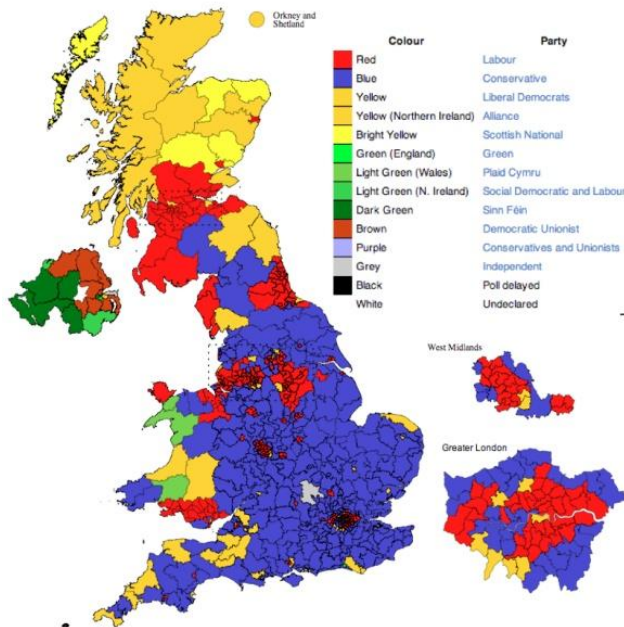 Orkney and
Shetland
Colour Party
Red Labour
Blue Conservative
Yellow Liberal Democrats
Yellow (Northern Ireland) Alliance
Bright Yellow Scottish National
Green (England) Green
Light Green (Wales) Plaid Cymru
Light Green (N. Ireland) Social Democratic and Labour
Dark Green Sinn Féin
Brown Democratic Unionist
Purple Conservatives and Unionists
Grey Independent
Black Poll delayed
White Undeclared
West Midlands
Greater London